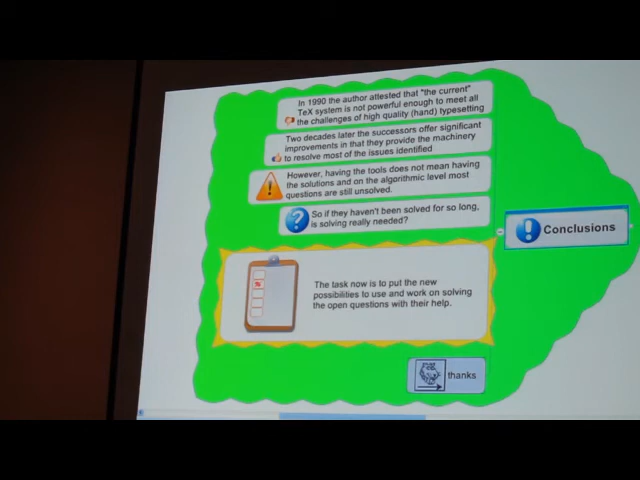 In 1990 the author attested that "the current"
TeX system is not powerful enough to meet all
the challenges of high quality (hand) typesetting
Two decades later the successors offer significant
improvements in that they provide the machinery
to resolve most of the issues identified
However, having the tools does not mean having
the solutions and on the algorithmic level most
questions are still unsolved.
So if they haven't been solved for so long,
is solving really needed?
Conclusions
The task now is to put the new
possibilities to use and work on solving
the open questions with their help.
thanks